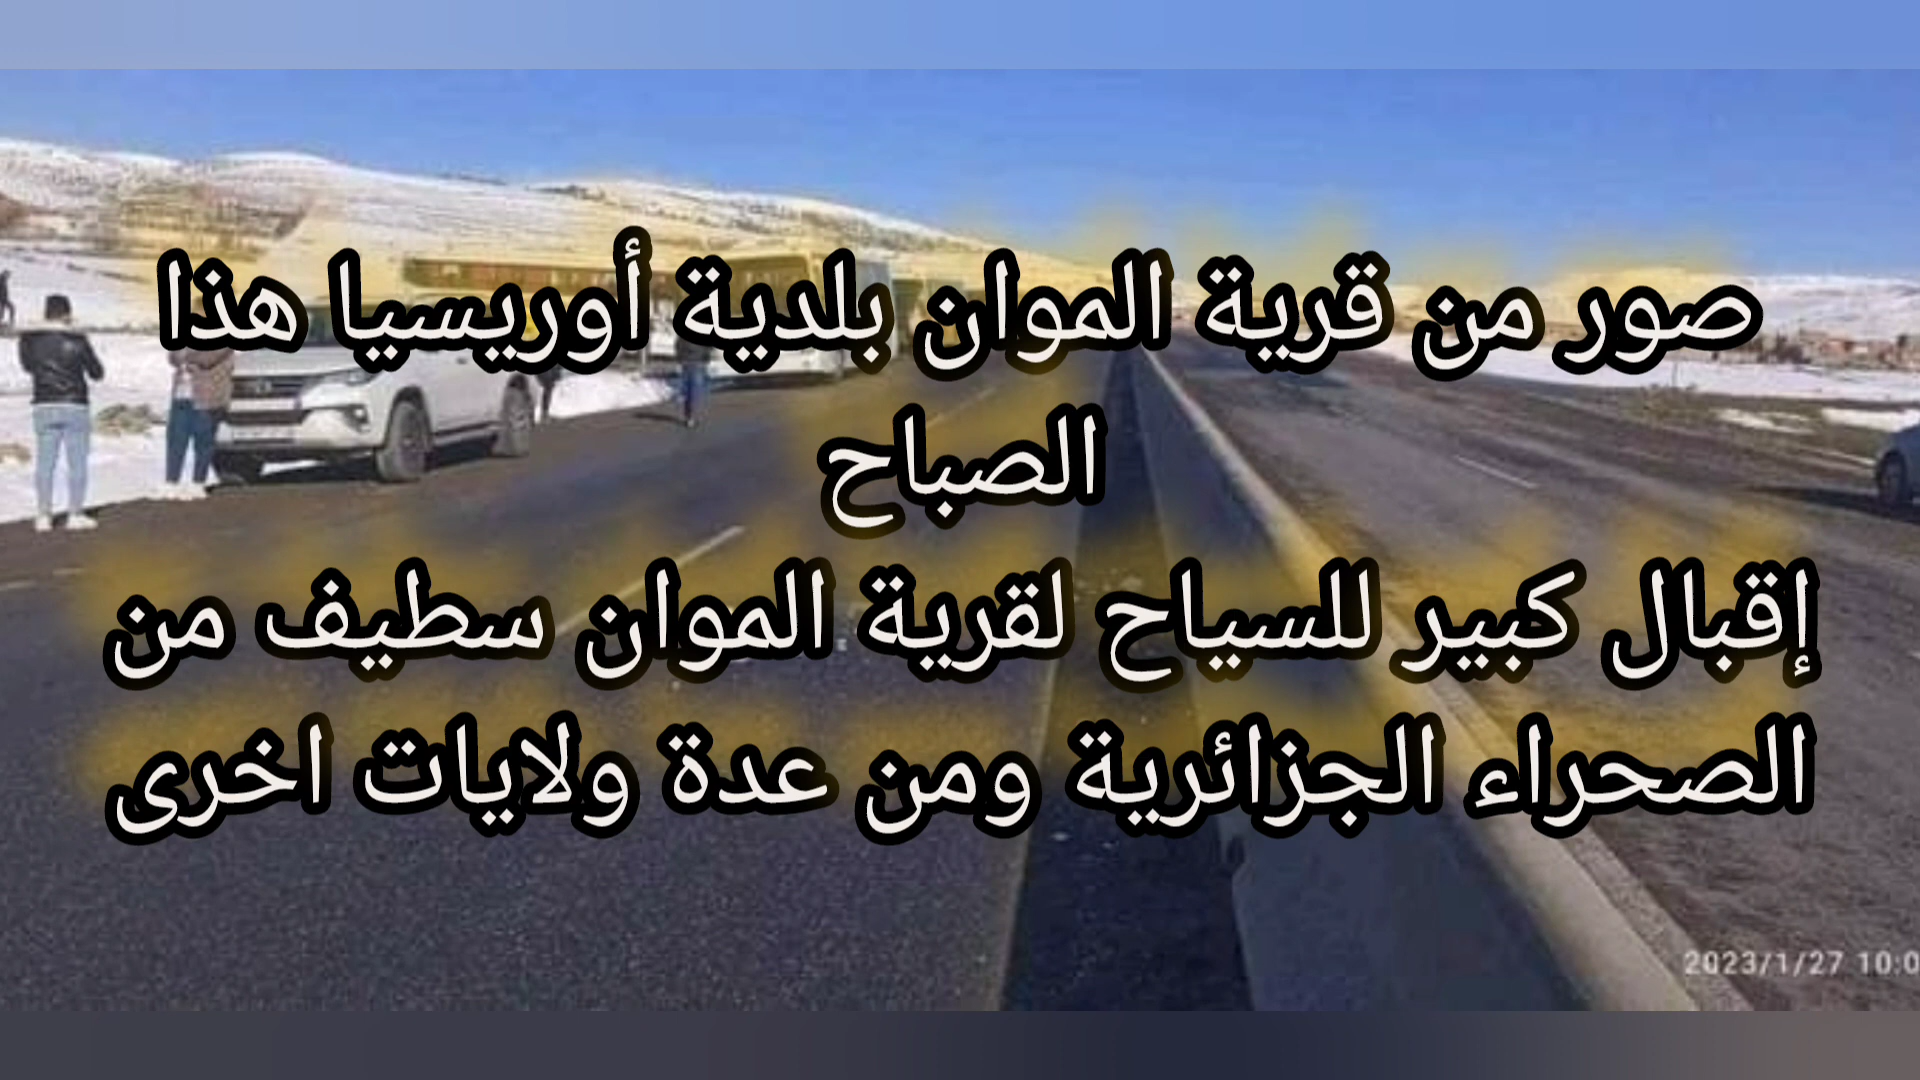 صور من قرية الموان بلدية أوريسيا هذا
الصباح
إقبال كبير للسياح لقرية الموان سطيف من
الصحراء الجزائرية ومن عدة ولايات اخرى
2023/1/27 10:0